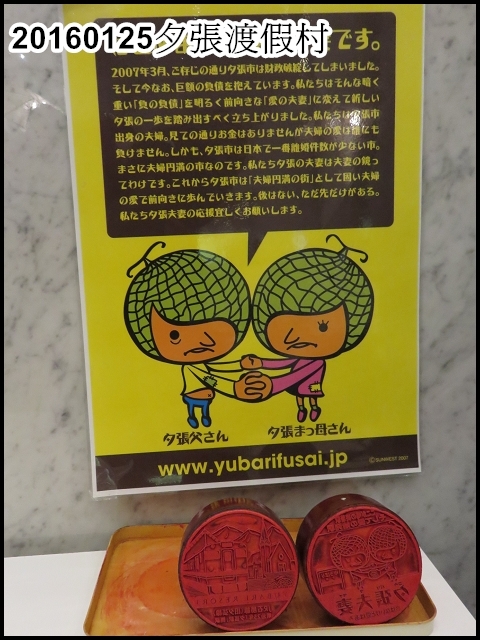 20160125夕張渡假村
です。
2007年3月、ご存じの通り夕張市は財政破綻してしまいました。
そして今なお、巨額の負債を抱えています。私たちはそんな暗く
重い「負の負債」を明るく前向きな「愛の夫妻」に変えて新しい
夕張の一歩を踏み出すべく立ち上がりました。私たちは夕張市
出身の夫婦。見ての通りお金はありませんが夫婦の愛は誰にも
負けません。しかも、夕張市は日本で一番離婚件数が少ない市。
まさに夫婦円満の市なのです。私たち夕張の夫妻は夫妻の鏡っ
てわけです。これから夕張市は「夫婦円満の街」として固い夫婦
の愛で前向きに歩んでいきます。後はない、ただ先だけがある。
私たち夕張夫妻の応援宜しくお願いします。
夕張父さん
夕張まっ母さん
www.yubarifusai.jp
©SUNNEST 2007
夕張夫妻